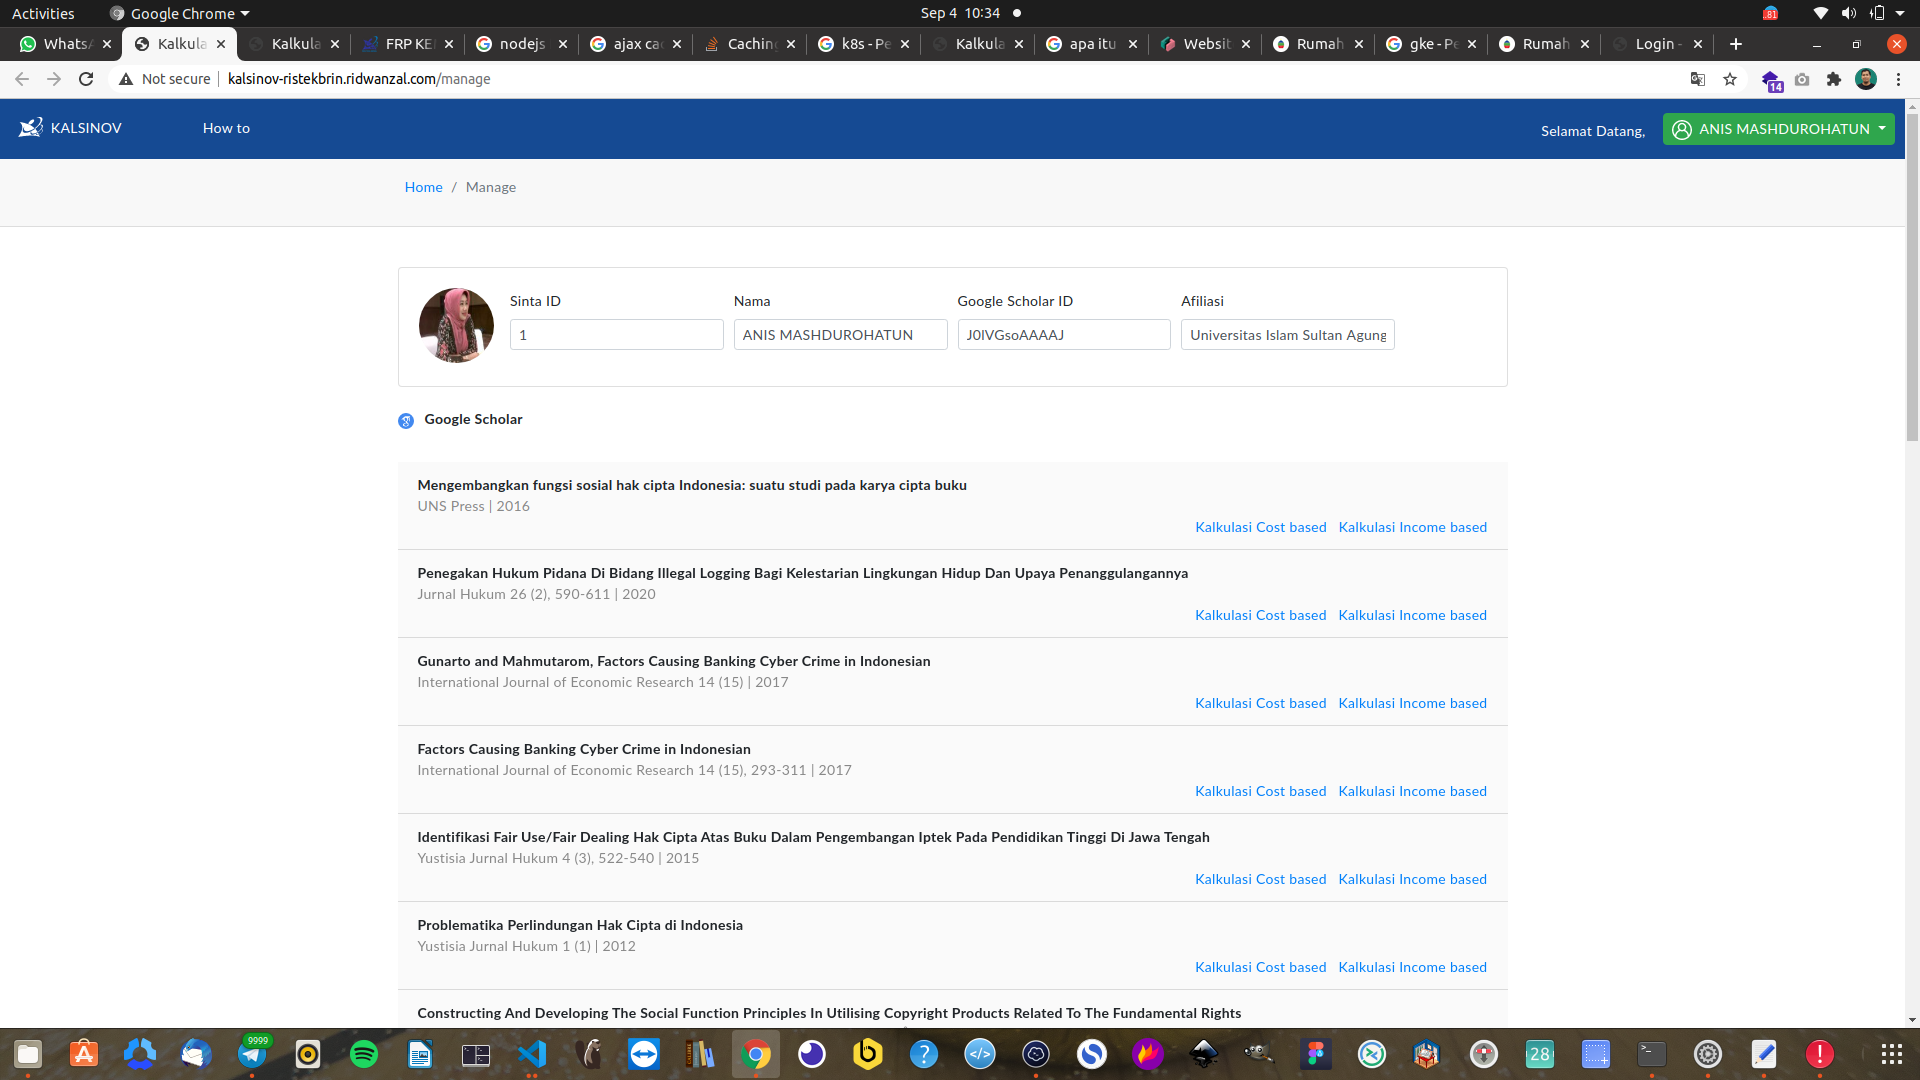 Activities
Google Chrome
Sep 4 10:34
81
WhatsA
Kalkula
Kalkula
FRP KE
nodejs
ajax ca
Caching
k8s - Pe
Kalkula
apa itu
Websit
Rumah
gke - Pe
Rumah
Login -
Not secure
kalsinov-ristekbrin.ridwanzal.com/manage
14
KALSINOV
How to
Selamat Datang,
ANIS MASHDUROHATUN
Home / Manage
Sinta ID
Nama
Google Scholar ID
Afiliasi
1
ANIS MASHDUROHATUN
J0IVGsoAAAAJ
Universitas Islam Sultan Agung
Google Scholar
Mengembangkan fungsi sosial hak cipta Indonesia: suatu studi pada karya cipta buku
UNS Press | 2016
Kalkulasi Cost based Kalkulasi Income based
Penegakan Hukum Pidana Di Bidang Illegal Logging Bagi Kelestarian Lingkungan Hidup Dan Upaya Penanggulangannya
Jurnal Hukum 26 (2), 590-611 | 2020
Kalkulasi Cost based Kalkulasi Income based
Gunarto and Mahmutarom, Factors Causing Banking Cyber Crime in Indonesian
International Journal of Economic Research 14 (15) | 2017
Kalkulasi Cost based Kalkulasi Income based
Factors Causing Banking Cyber Crime in Indonesian
International Journal of Economic Research 14 (15), 293-311 | 2017
Kalkulasi Cost based Kalkulasi Income based
Identifikasi Fair Use/Fair Dealing Hak Cipta Atas Buku Dalam Pengembangan Iptek Pada Pendidikan Tinggi Di Jawa Tengah
Yustisia Jurnal Hukum 4 (3), 522-540 | 2015
Kalkulasi Cost based Kalkulasi Income based
Problematika Perlindungan Hak Cipta di Indonesia
Yustisia Jurnal Hukum 1 (1) | 2012
Kalkulasi Cost based Kalkulasi Income based
Constructing And Developing The Social Function Principles In Utilising Copyright Products Related To The Fundamental Rights
9999
28